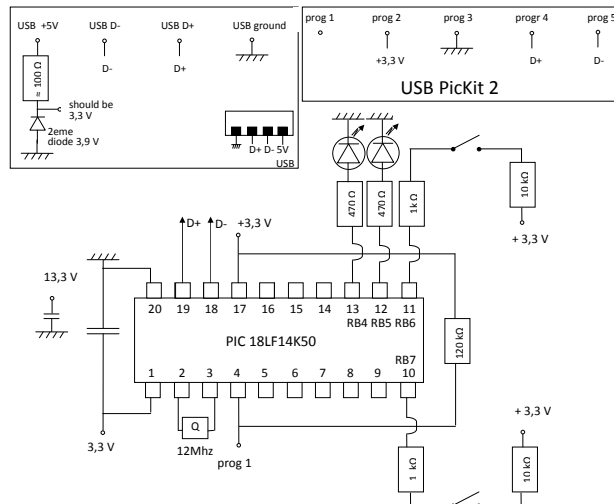 USB +5V USB D- USB D+ USB ground
D- D+
≈ 100 Ω
should be
3,3 V
2eme
diode 3,9 V
D+ D- 5V
USB
prog 1 prog 2 prog 3 progr 4 prog 5
+3,3 V D+ D-
USB PicKit 2
470 Ω 470 Ω 1k Ω 10 kΩ
+ 3,3 V
D+ D- +3,3 V
13,3 V
20 19 18 17 16 15 14 13 12 11
RB4 RB5 RB6
PIC 18LF14K50
120 kΩ
RB7
1 2 3 4 5 6 7 8 9 10
Q
12Mhz
3,3 V
prog 1
+ 3,3 V
1 kΩ 10 kΩ